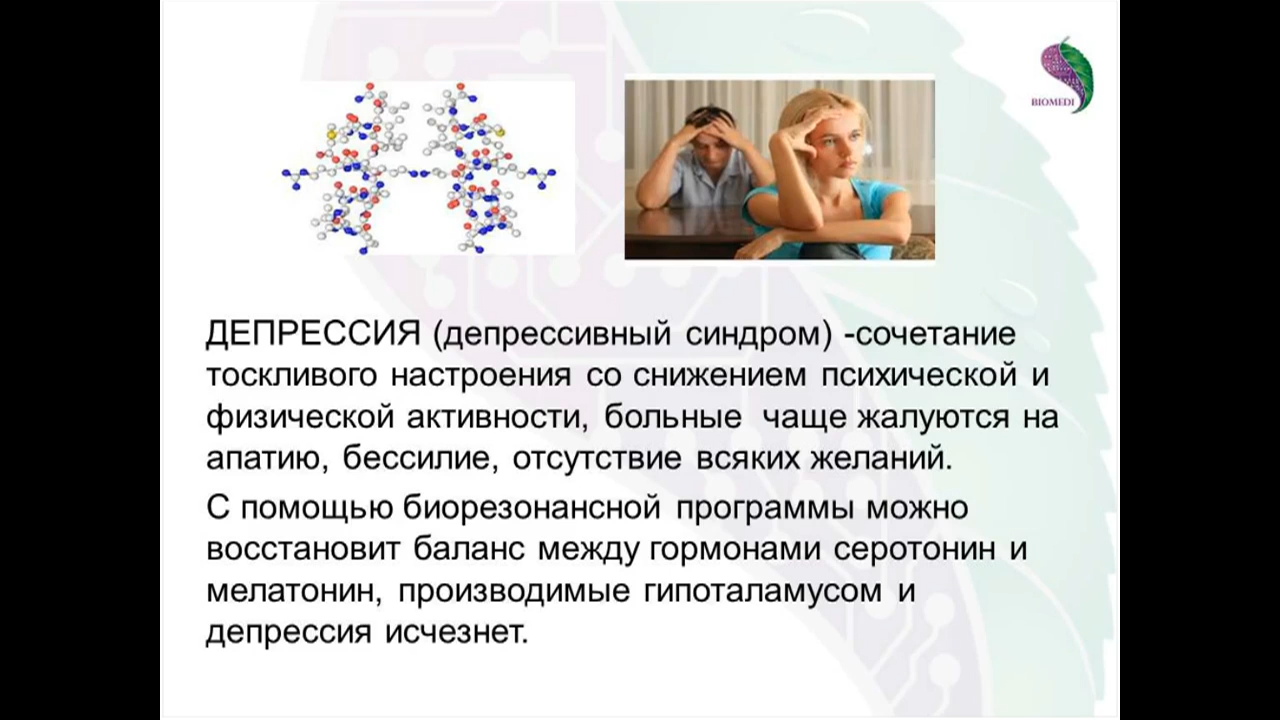 BIOMEDI
ДЕПРЕССИЯ (депрессивный синдром) -сочетание
тоскливого настроения со снижением психической и
физической активности, больные чаще жалуются на
апатию, бессилие, отсутствие всяких желаний.
С помощью биорезонансной программы можно
восстановит баланс между гормонами серотонин и
мелатонин, производимые гипоталамусом и
депрессия исчезнет.